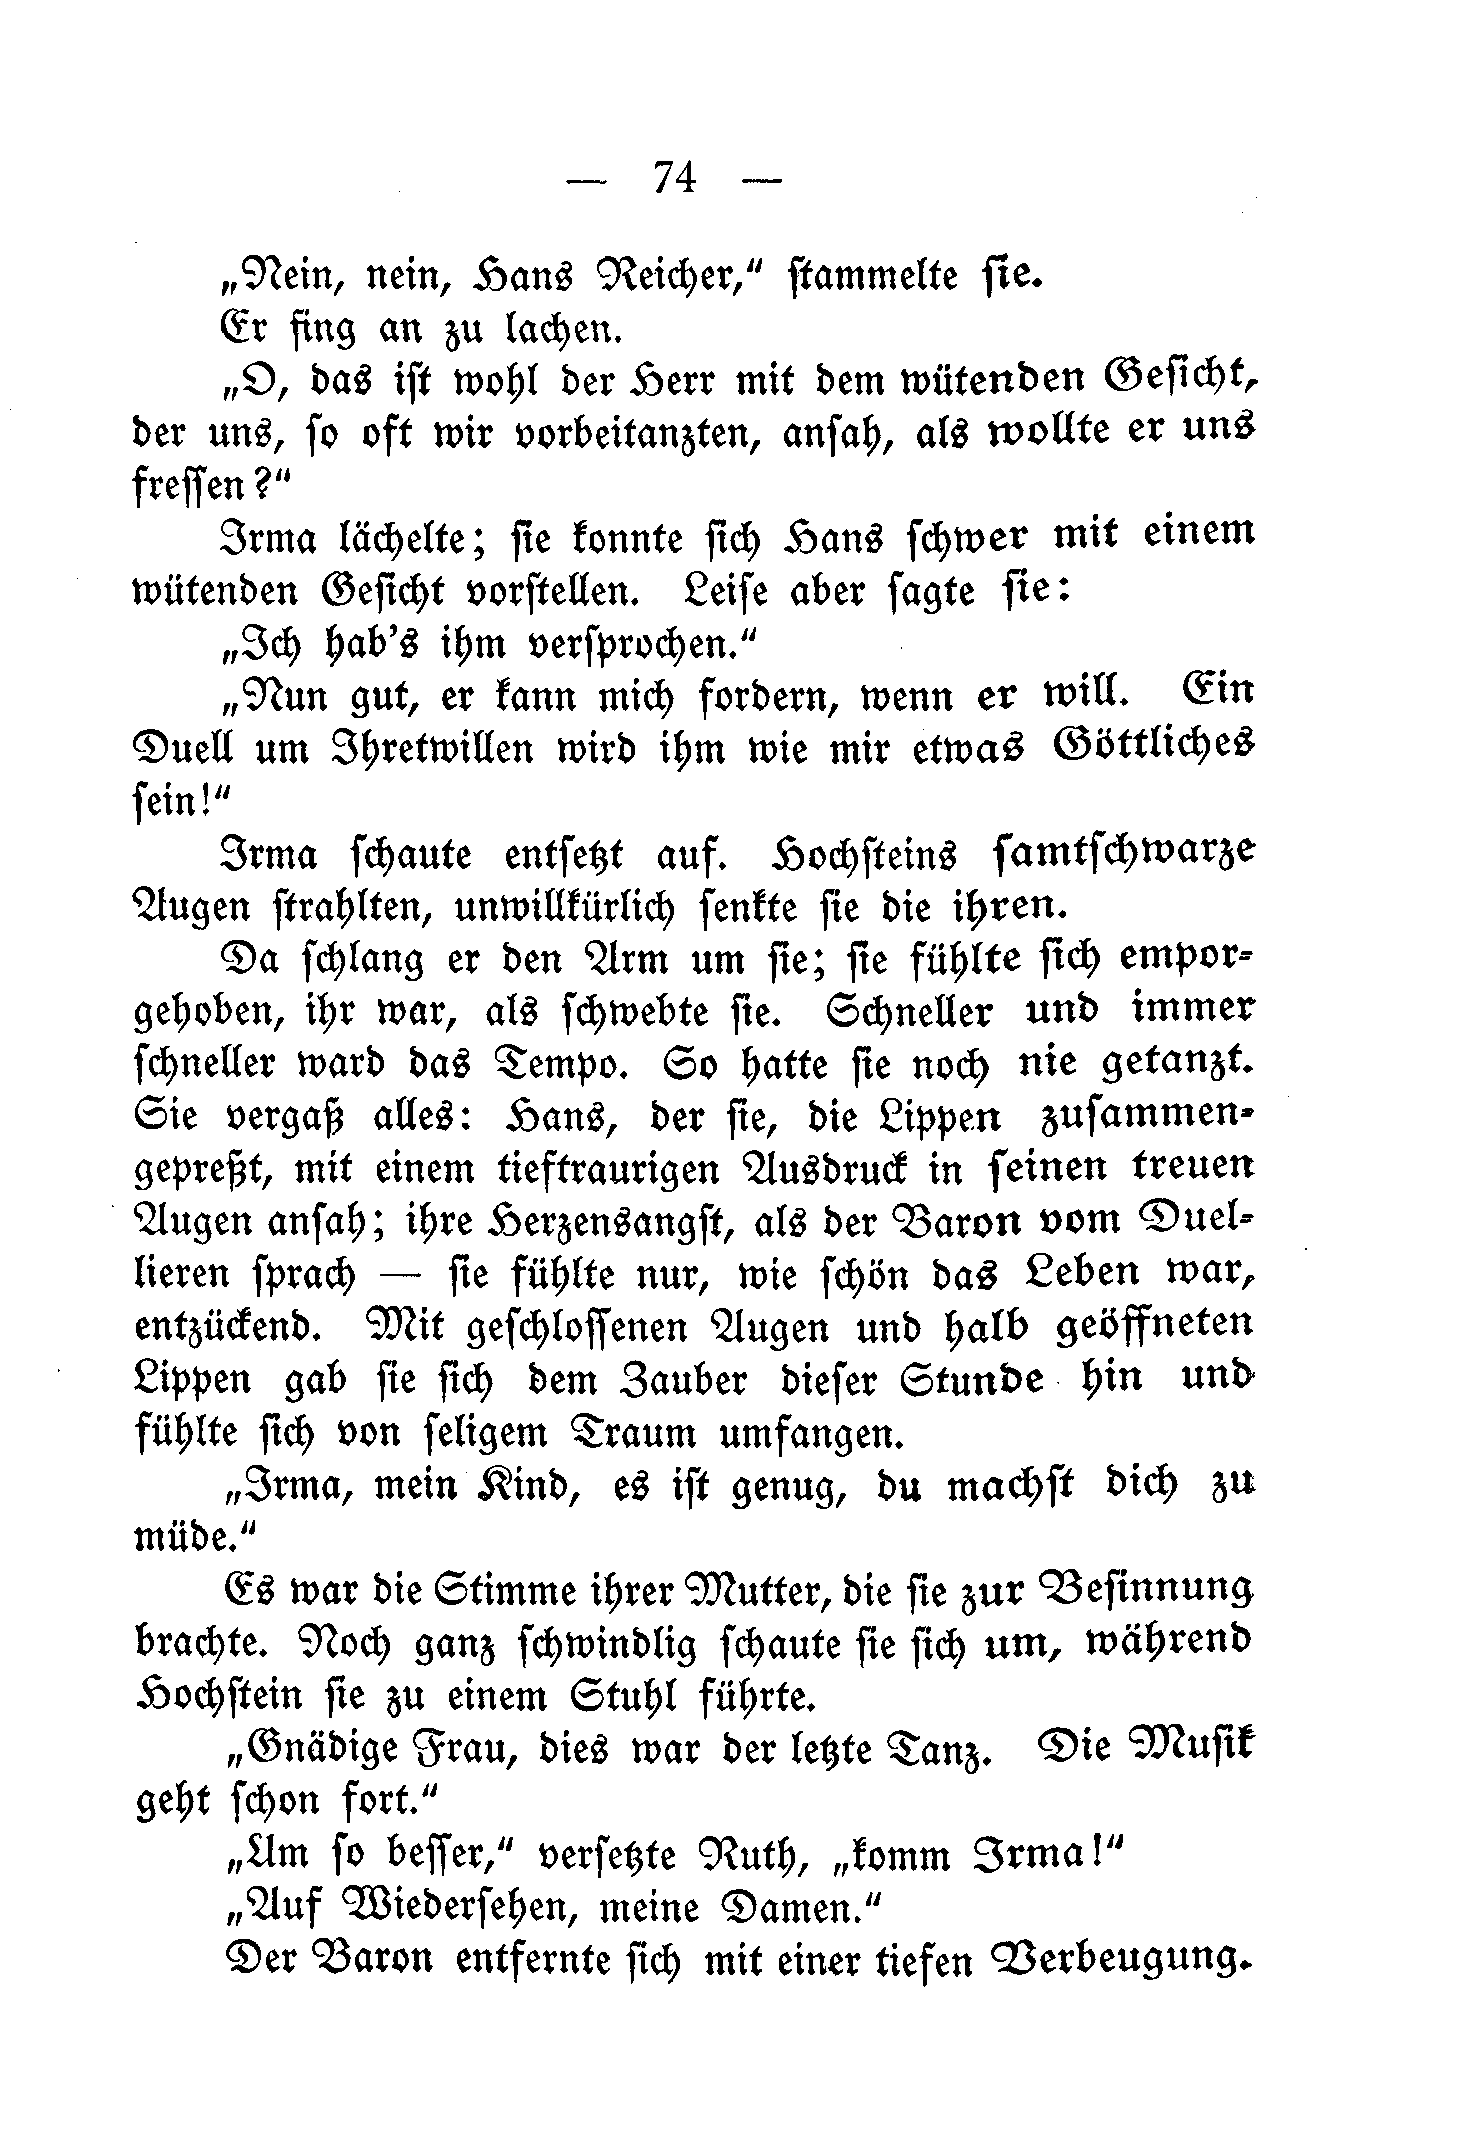 — 74 —
„Nein, nein, Hans Reicher,“ stammelte sie.
Er fing an zu lachen.
„O, das ist wohl der Herr mit dem wütenden Gesicht,
der uns, so oft wir vorbeitanzten, ansah, als wollte er uns
fressen?“
Irma lächelte; sie konnte sich Hans schwer mit einem
wütenden Gesicht vorstellen. Leise aber sagte sie:
„Ich hab's ihm versprochen.“
„Nun gut, er kann mich fordern, wenn er will. Ein
Duell um Ihretwillen wird ihm wie mir etwas Göttliches
sein!“
Irma schaute entsetzt auf. Hochsteins samtschwarze
Augen strahlten, unwillkürlich senkte sie die ihren.
Da schlang er den Arm um sie; sie fühlte sich empor-
gehoben, ihr war, als schwebte sie. Schneller und immer
schneller ward das Tempo. So hatte sie noch nie getanzt.
Sie vergaß alles: Hans, der sie, die Lippen zusammen-
gepreßt, mit einem tieftraurigen Ausdruck in seinen treuen
Augen ansah; ihre Herzensangst, als der Baron vom Duel-
lieren sprach — sie fühlte nur, wie schön das Leben war,
entzückend. Mit geschlossenen Augen und halb geöffneten
Lippen gab sie sich dem Zauber dieser Stunde hin und
fühlte sich von seligem Traum umfangen.
„Irma, mein Kind, es ist genug, du machst dich zu
müde.“
Es war die Stimme ihrer Mutter, die sie zur Besinnung
brachte. Noch ganz schwindlig schaute sie sich um, während
Hochstein sie zu einem Stuhl führte.
„Gnädige Frau, dies war der letzte Tanz. Die Musik
geht schon fort.“
„Um so besser,“ versetzte Ruth, „komm Irma!“
„Auf Wiedersehen, meine Damen.“
Der Baron entfernte sich mit einer tiefen Verbeugung.